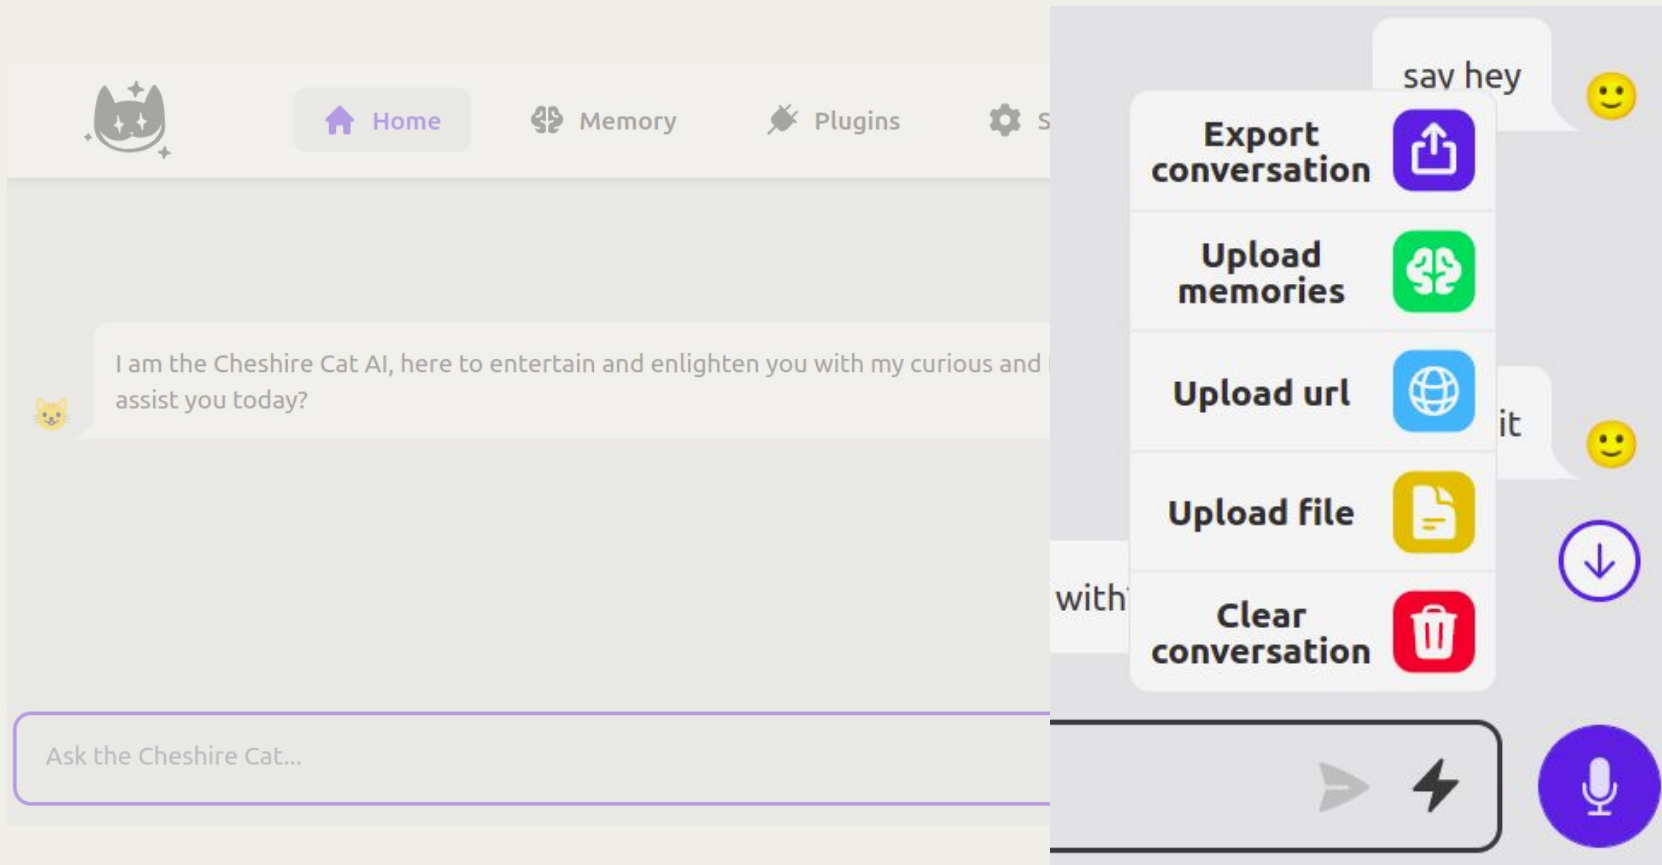 Home
Memory
Plugins
S
I am the Cheshire Cat AI, here to entertain and enlighten you with my curious and
assist you today?
Ask the Cheshire Cat...
say hey
Export
conversation
Upload
memories
Upload url
it
Upload file
with
Clear
conversation